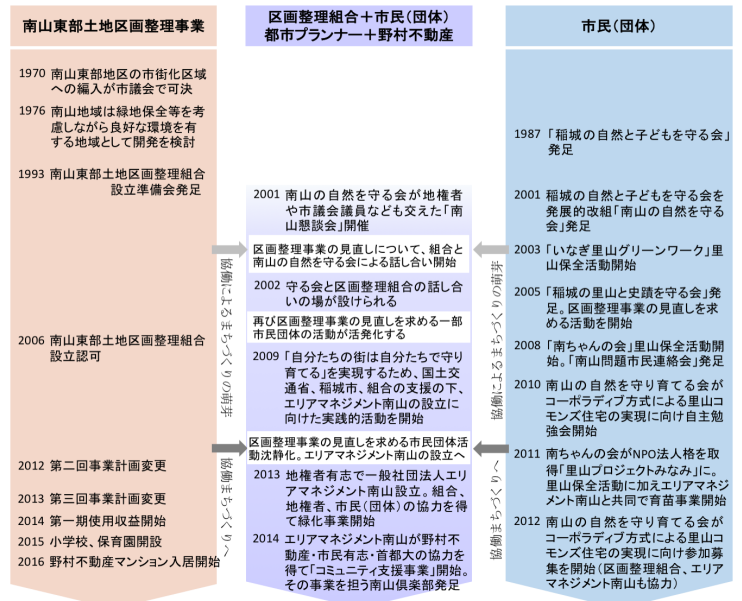 南山東部土地区画整理事業
1970 南山東部地区の市街化区域
への編入が市議会で可決
1976 南山地域は緑地保全等を考
慮しながら良好な環境を有
する地域として開発を検討
1993 南山東部土地区画整理組合
設立準備会発足
2006 南山東部土地区画整理組合
設立認可
2012 第二回事業計画変更
2013 第三回事業計画変更
2014 第一期使用収益開始
2015 小学校、保育園開設
2016 野村不動産マンション入居開始
協働によるまちづくりの萌芽
協働まちづくりへ
区画整理組合＋市民（団体）
都市プランナー＋野村不動産
2001 南山の自然を守る会が地権者
や市議会議員なども交えた「南
山懇談会」開催
区画整理事業の見直しについて、組合と
南山の自然を守る会による話し合い開始
2002 守る会と区画整理組合の話し合
いの場が設けられる
再び区画整理事業の見直しを求める一部
市民団体の活動が活発化する
2009 「自分たちの街は自分たちで守り
育てる」を実現するため、国土交
通省、稲城市、組合の支援の下、
エリアマネジメント南山の設立に
向けた実践的活動を開始
区画整理事業の見直しを求める市民団体活
動沈静化。エリアマネジメント南山の設立へ
2013 地権者有志で一般社団法人エリ
アマネジメント南山設立。組合、
地権者、市民（団体）の協力を得
て緑化事業開始
2014 エリアマネジメント南山が野村不
動産・市民有志・首都大の協力を
得て「コミュニティ支援事業」開始。
その事業を担う南山倶楽部発足
協働によるまちづくりの萌芽
協働まちづくりへ
市民（団体）
1987 「稲城の自然と子どもを守る会」
発足
2001 稲城の自然と子どもを守る会を
発展的改組「南山の自然を守る
会」発足
2003 「いなぎ里山グリーンワーク」里
山保全活動開始
2005 「稲城の里山と史蹟を守る会」発
足。区画整理事業の見直しを求
める活動を開始
2008 「南ちゃんの会」里山保全活動開
始。「南山問題市民連絡会」発足
2010 南山の自然を守り育てる会が
コーポラディブ方式による里山コ
モンズ住宅の実現に向け自主勉
強会開始
2011 南ちゃんの会がNPO法人格を取
得「里山プロジェクトみなみ」に。
里山保全活動に加えエリアマネジメ
ント南山と共同で育苗事業開始
2012 南山の自然を守り育てる会が
コーポラディブ方式による里山コ
モンズ住宅の実現に向け参加
募集を開始（区画整理組合、エリア
マネジメント南山も協力）